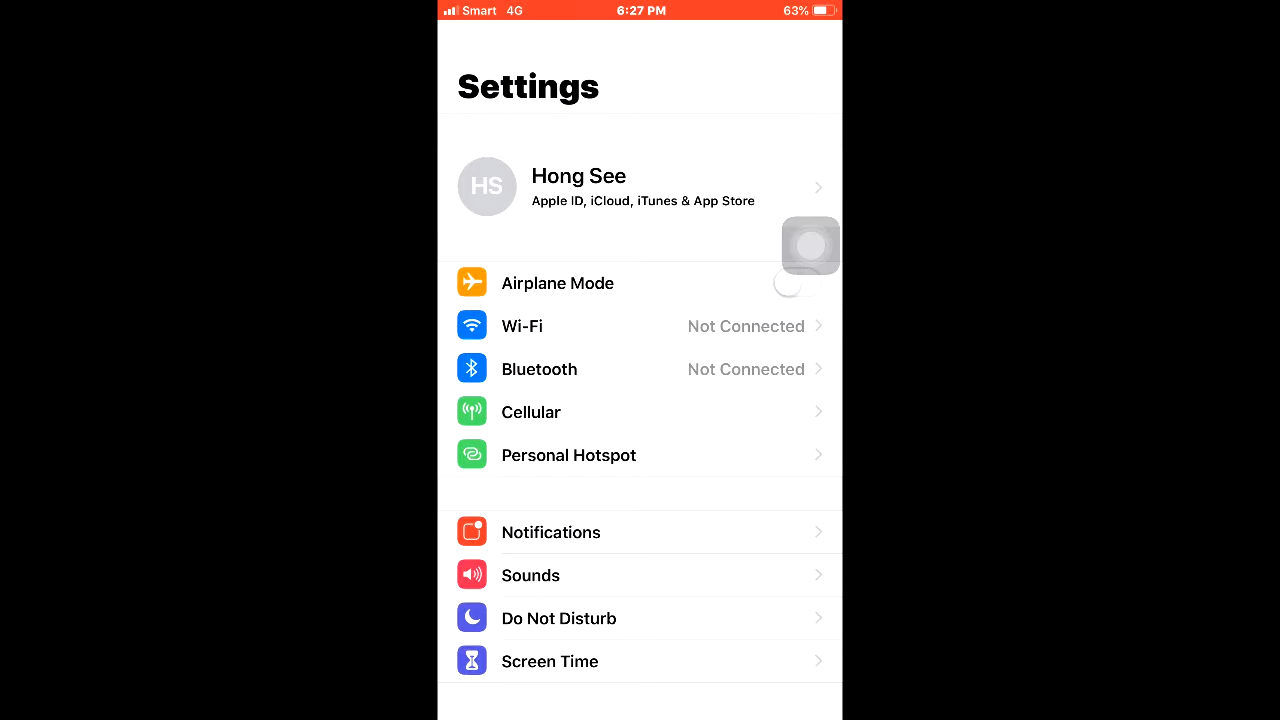 Smart 4G 6:27 PM 63%
Settings
HS
Hong See
Apple ID, iCloud, iTunes & App Store
Airplane Mode
Wi-Fi Not Connected
Bluetooth Not Connected
Cellular
Personal Hotspot
Notifications
Sounds
Do Not Disturb
Screen Time